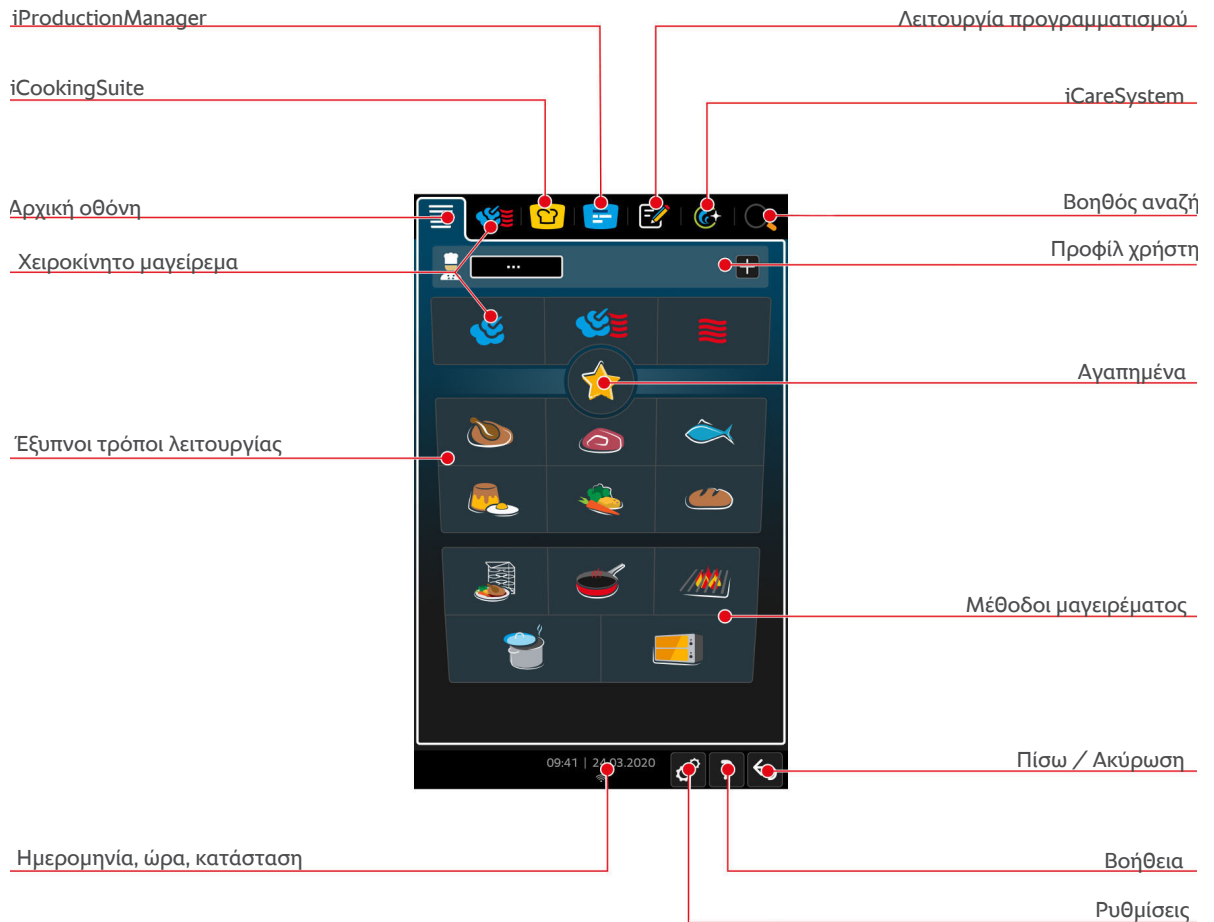 iProductionManager
Λειτουργία προγραμματισμού
iCookingSuite
iCareSystem
Αρχική οθόνη
Βοηθός αναζή
Χειροκίνητο μαγείρεμα
Προφίλ χρήστη
...
Αγαπημένα
Έξυπνοι τρόποι λειτουργίας
Μέθοδοι μαγειρέματος
09:41 | 24.03.2020
Πίσω / Ακύρωση
Ημερομηνία, ώρα, κατάσταση
Βοήθεια
Ρυθμίσεις